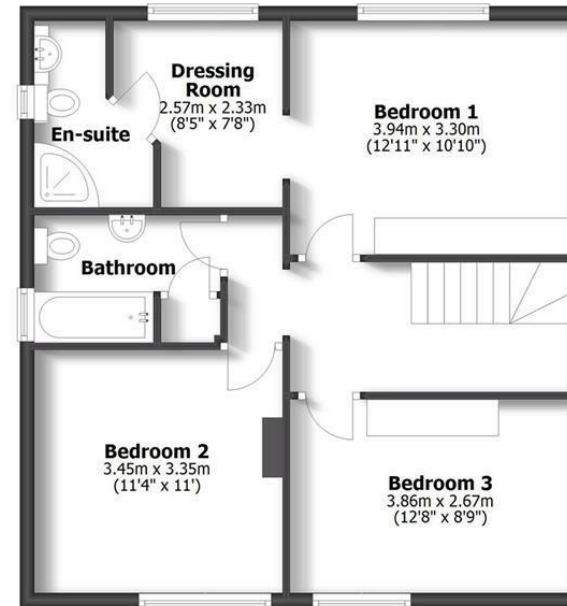 Dressing
Room
2.57m x 2.33m
(8'5" x 7'8")
Bedroom 1
3.94m x 3.30m
(12'11" x 10'10")
En-suite
Bathroom
Bedroom 2
3.45m x 3.35m
(11'4" x 11')
Bedroom 3
3.86m x 2.67m
(12'8" x 8'9")